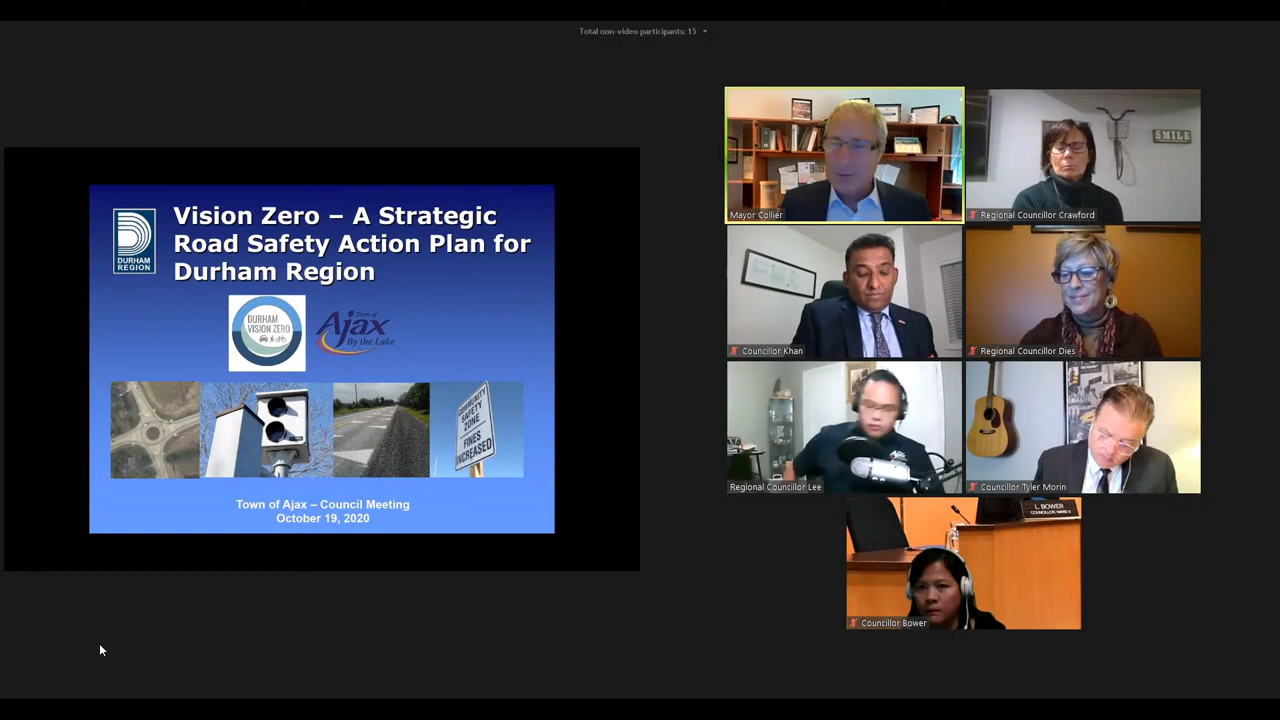 Total non-video participants: 15
Vision Zero – A Strategic
Road Safety Action Plan for
Durham Region
DURHAM
REGION
DURHAM
VISION ZERO
Town of
Ajax
By the Lake
COMMUNITY
SAFETY
ZONE
FINES
INCREASED
Town of Ajax – Council Meeting
October 19, 2020
Mayor Collier
SMILE
Regional Councillor Crawford
Councillor Khan
Regional Councillor Dies
Regional Councillor Lee
Councillor Tyler Morin
L. BOWER
Councillor Bower